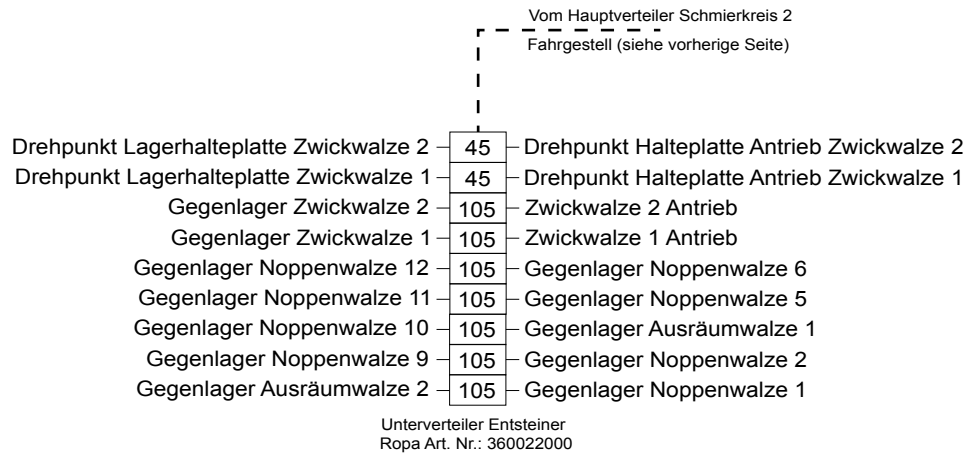 Vom Hauptverteiler Schmierkreis 2
Fahrgestell (siehe vorherige Seite)
Drehpunkt Lagerhalteplatte Zwickwalze 2 45 Drehpunkt Halteplatte Antrieb Zwickwalze 2
Drehpunkt Lagerhalteplatte Zwickwalze 1 45 Drehpunkt Halteplatte Antrieb Zwickwalze 1
Gegenlager Zwickwalze 2 105 Zwickwalze 2 Antrieb
Gegenlager Zwickwalze 1 105 Zwickwalze 1 Antrieb
Gegenlager Noppenwalze 12 105 Gegenlager Noppenwalze 6
Gegenlager Noppenwalze 11 105 Gegenlager Noppenwalze 5
Gegenlager Noppenwalze 10 105 Gegenlager Ausräumwalze 1
Gegenlager Noppenwalze 9 105 Gegenlager Noppenwalze 2
Gegenlager Ausräumwalze 2 105 Gegenlager Noppenwalze 1
Unterverteiler Entsteiner
Ropa Art. Nr.: 360022000